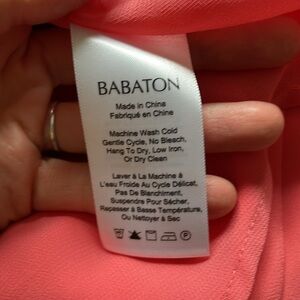 BABATON
Made in China
Fabriqué en China
Machine Wash Cold
Gentle Cycle, No Bleach,
Hang To Dry, Low Iron,
Or Dry Clean
Laver à La Machine à
L'eau Froide Au Cycle Délicat,
Pas De Blanchiment,
Suspendre Pour Sécher,
Repasser à Basse Température,
Ou Nettoyer à Sec